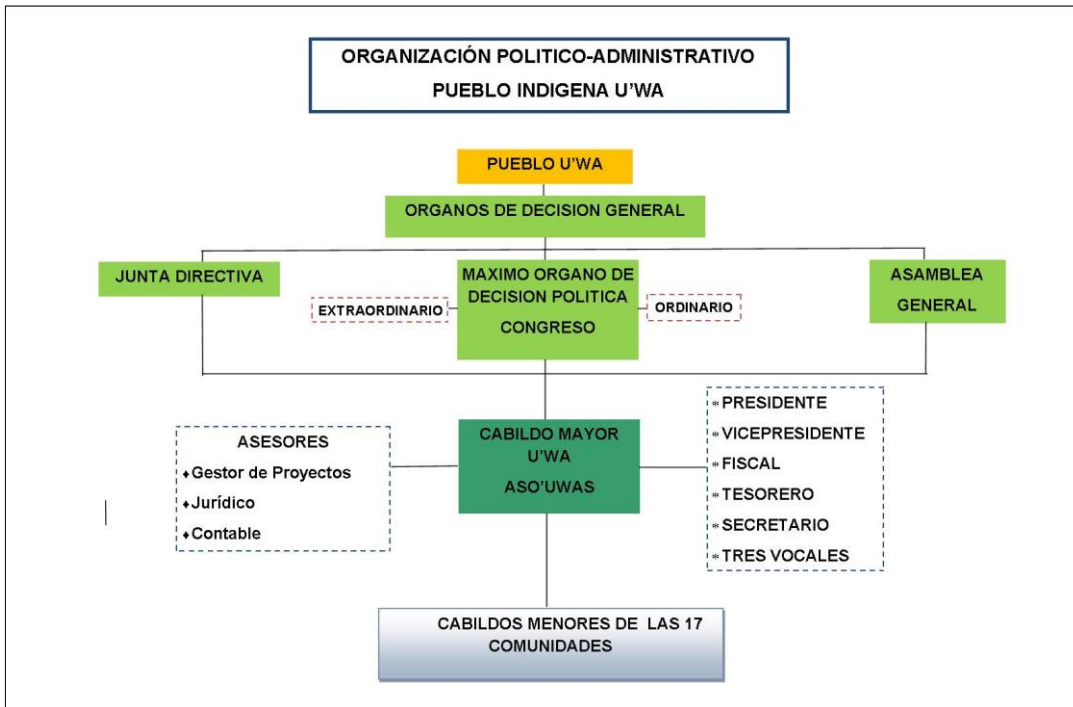 ORGANIZACIÓN POLITICO-ADMINISTRATIVO
PUEBLO INDIGENA U'WA
PUEBLO U'WA
ORGANOS DE DECISION GENERAL
JUNTA DIRECTIVA
MAXIMO ORGANO DE
DECISION POLITICA
CONGRESO
EXTRAORDINARIO
ORDINARIO
ASAMBLEA
GENERAL
ASESORES
♦Gestor de Proyectos
♦Jurídico
♦Contable
CABILDO MAYOR
U'WA
ASO'UWAS
*PRESIDENTE
*VICEPRESIDENTE
*FISCAL
*TESORERO
*SECRETARIO
*TRES VOCALES
CABILDOS MENORES DE LAS 17
COMUNIDADES